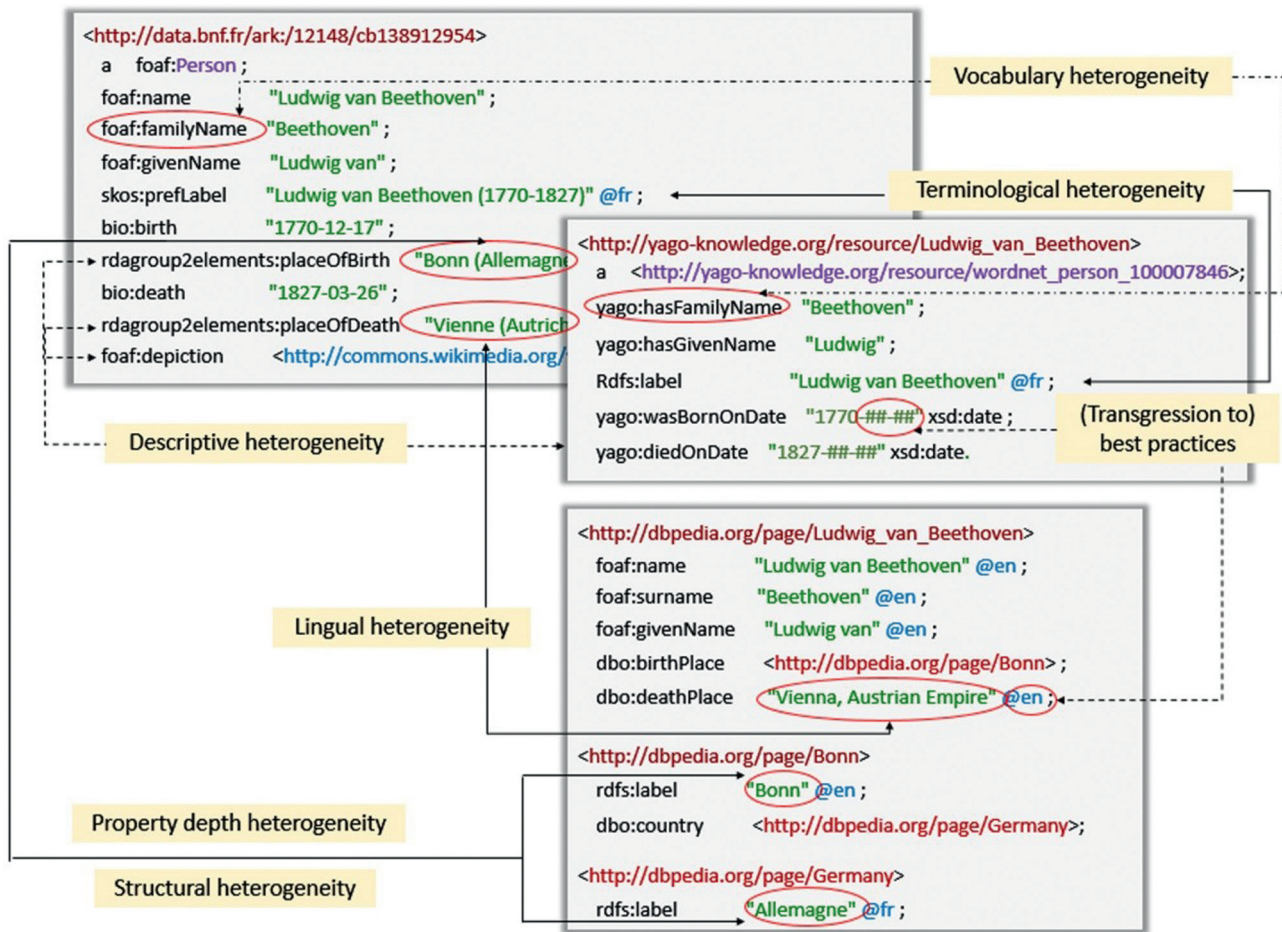 <http://data.bnf.fr/ark:/12148/cb138912954>
a foaf:Person ;
foaf:name "Ludwig van Beethoven" ;
foaf:familyName "Beethoven" ;
foaf:givenName "Ludwig van" ;
skos:prefLabel "Ludwig van Beethoven (1770-1827)" @fr ;
bio:birth "1770-12-17" ;
rdagroup2elements:placeOfBirth "Bonn (Allemagne
bio:death "1827-03-26" ;
rdagroup2elements:placeOfDeath "Vienne (Autrich
foaf:depiction <http://commons.wikimedia.org/
Vocabulary heterogeneity
Terminological heterogeneity
<http://yago-knowledge.org/resource/Ludwig_van_Beethoven>
a <http://yago-knowledge.org/resource/wordnet_person_100007846>;
yago:hasFamilyName "Beethoven" ;
yago:hasGivenName "Ludwig" ;
Rdfs:label "Ludwig van Beethoven" @fr ;
yago:wasBornOnDate "1770-##-##" xsd:date ;
yago:diedOnDate "1827-##-##" xsd:date.
(Transgression to)
best practices
Descriptive heterogeneity
<http://dbpedia.org/page/Ludwig_van_Beethoven>
foaf:name "Ludwig van Beethoven" @en ;
foaf:surname "Beethoven" @en ;
foaf:givenName "Ludwig van" @en ;
dbo:birthPlace <http://dbpedia.org/page/Bonn> ;
dbo:deathPlace "Vienna, Austrian Empire" @en ;
Lingual heterogeneity
<http://dbpedia.org/page/Bonn>
rdfs:label "Bonn" @en ;
dbo:country <http://dbpedia.org/page/Germany>;
<http://dbpedia.org/page/Germany>
rdfs:label "Allemagne" @fr ;
Property depth heterogeneity
Structural heterogeneity